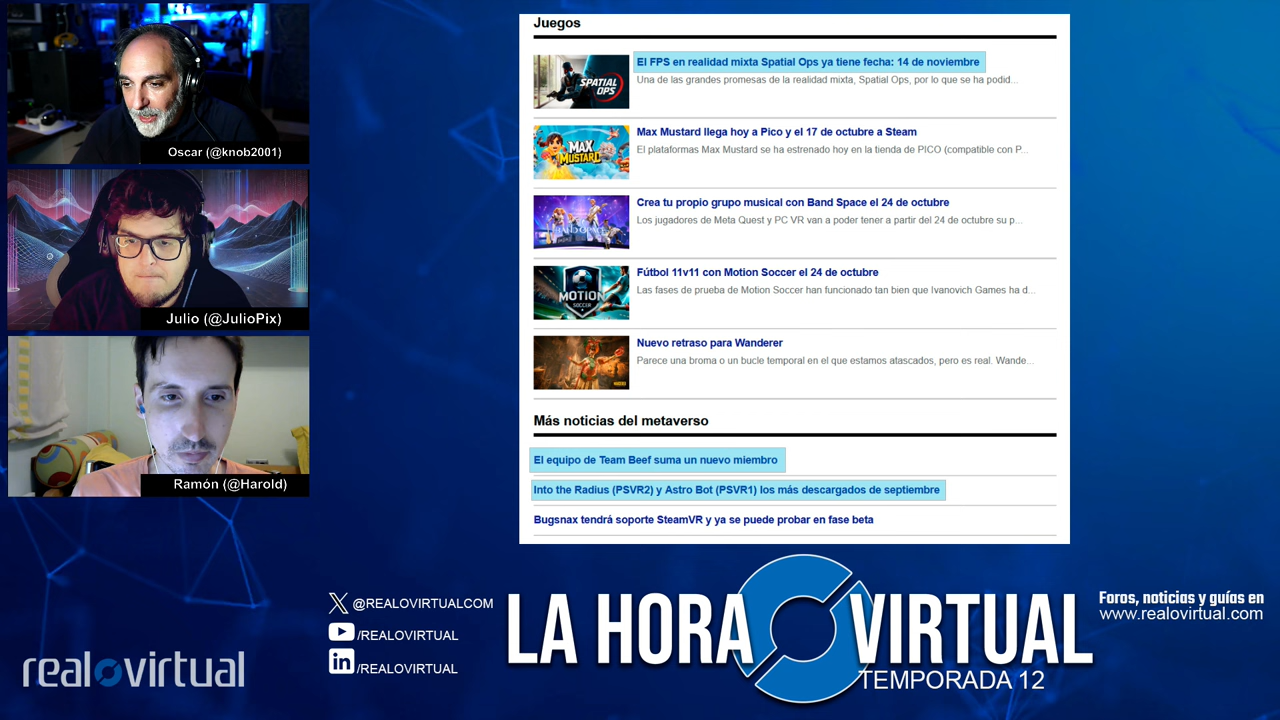 Oscar (@knob2001)
Julio (@JulioPix)
Ramón (@Harold)
Juegos
SPATIAL OPS
El FPS en realidad mixta Spatial Ops ya tiene fecha: 14 de noviembre
Una de las grandes promesas de la realidad mixta, Spatial Ops, por lo que se ha podid...
MAX MUSTARD
Max Mustard llega hoy a Pico y el 17 de octubre a Steam
El plataformas Max Mustard se ha estrenado hoy en la tienda de PICO (compatible con P...
BAND SPACE
Crea tu propio grupo musical con Band Space el 24 de octubre
Los jugadores de Meta Quest y PC VR van a poder tener a partir del 24 de octubre su p...
MOTION SOCCER
Fútbol 11v11 con Motion Soccer el 24 de octubre
Las fases de prueba de Motion Soccer han funcionado tan bien que Ivanovich Games ha d...
Nuevo retraso para Wanderer
Parece una broma o un bucle temporal en el que estamos atascados, pero es real. Wande...
Más noticias del metaverso
El equipo de Team Beef suma un nuevo miembro
Into the Radius (PSVR2) y Astro Bot (PSVR1) los más descargados de septiembre
Bugsnax tendrá soporte SteamVR y ya se puede probar en fase beta
@REALOVIRTUALCOM
/REALOVIRTUAL
/REALOVIRTUAL
realovirtual
LA HORA VIRTUAL
TEMPORADA 12
Foros, noticias y guías en
www.realovirtual.com